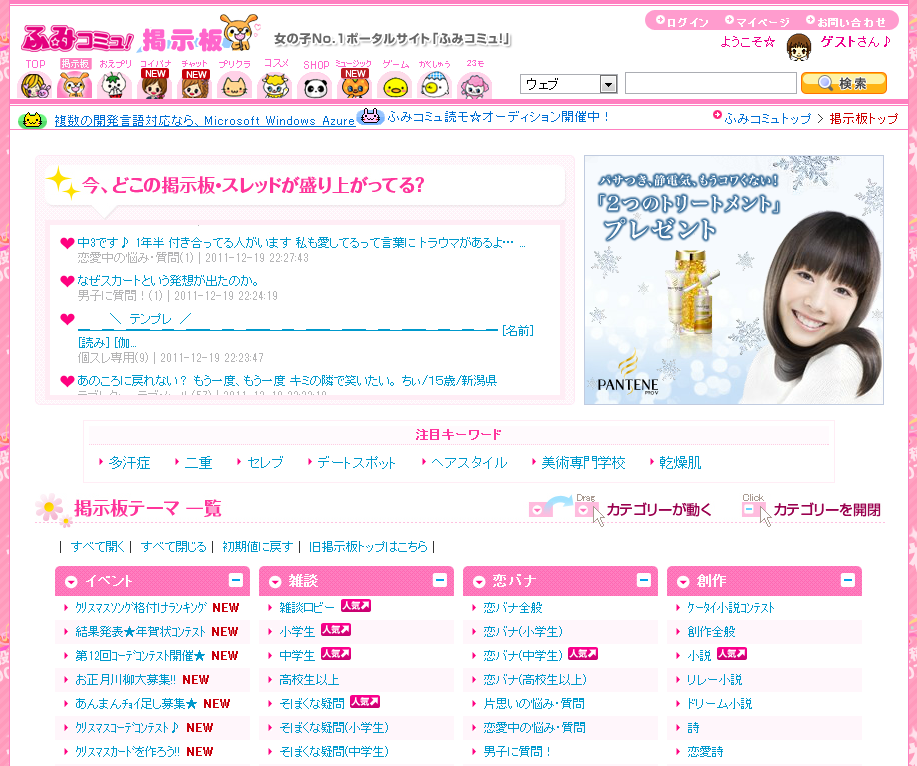 ふみコミュ! 掲示板 女の子No.1ポータルサイト「ふみコミュ!」
ログイン マイページ お問い合わせ
ようこそ☆ ゲストさん♪
TOP 掲示板 おえプリ コイバナ チャット プリクラ コスメ SHOP ミュージック ゲーム がくしゅう 23モ
NEW NEW NEW
ウェブ 検索
複数の開発言語対応なら、Microsoft Windows Azure ふみコミュ読モ☆オーディション開催中！
ふみコミュトップ > 掲示板トップ
今、どこの掲示板・スレッドが盛り上がってる?
中3です♪ 1年半 付き合ってる人がいます 私も愛してるって言葉に トラウマがあるよ… ...
恋愛中の悩み・質問(1) | 2011-12-19 22:27:43
なぜスカートという発想が出たのか。
男子に質問！(1) | 2011-12-19 22:24:19
＼ テンプレ ／
[名前]
[読み] [伽...
個スレ専用(9) | 2011-12-19 22:23:47
あのころに戻れない？ もう一度、もう一度 キミの隣で笑いたい。 ちぃ/15歳/新潟県
パサつき、静電気、もうコワくない!
「2つのトリートメント」
プレゼント
PANTENE
PRO-V
注目キーワード
多汗症 二重 セレブ デートスポット ヘアスタイル 美術専門学校 乾燥肌
掲示板テーマ 一覧
Drag カテゴリーが動く Click カテゴリーを開閉
| すべて開く | すべて閉じる | 初期値に戻す | 旧掲示板トップはこちら |
イベント
ｸﾘｽﾏｽｿﾝｸﾞ格付けﾗﾝｷﾝｸﾞ NEW
結果発表★年賀状ｺﾝﾃｽﾄ NEW
第12回ｺｰﾃﾞｺﾝﾃｽﾄ開催★ NEW
お正月川柳大募集!! NEW
あんまんﾁｮｲ足し募集★ NEW
ｸﾘｽﾏｽｺｰﾃﾞｺﾝﾃｽﾄ♪ NEW
ｸﾘｽﾏｽｶｰﾄﾞを作ろう!! NEW
雑談
雑談ロビー 人気
小学生 人気
中学生 人気
高校生以上
そぼくな疑問 人気
そぼくな疑問(小学生)
そぼくな疑問(中学生)
恋バナ
恋バナ全般
恋バナ(小学生)
恋バナ(中学生) 人気
恋バナ(高校生以上)
片思いの悩み・質問
恋愛中の悩み・質問
男子に質問！
創作
ｹｰﾀｲ小説ｺﾝﾃｽﾄ
創作全般
小説 人気
リレー小説
ドリーム小説
詩
恋愛詩